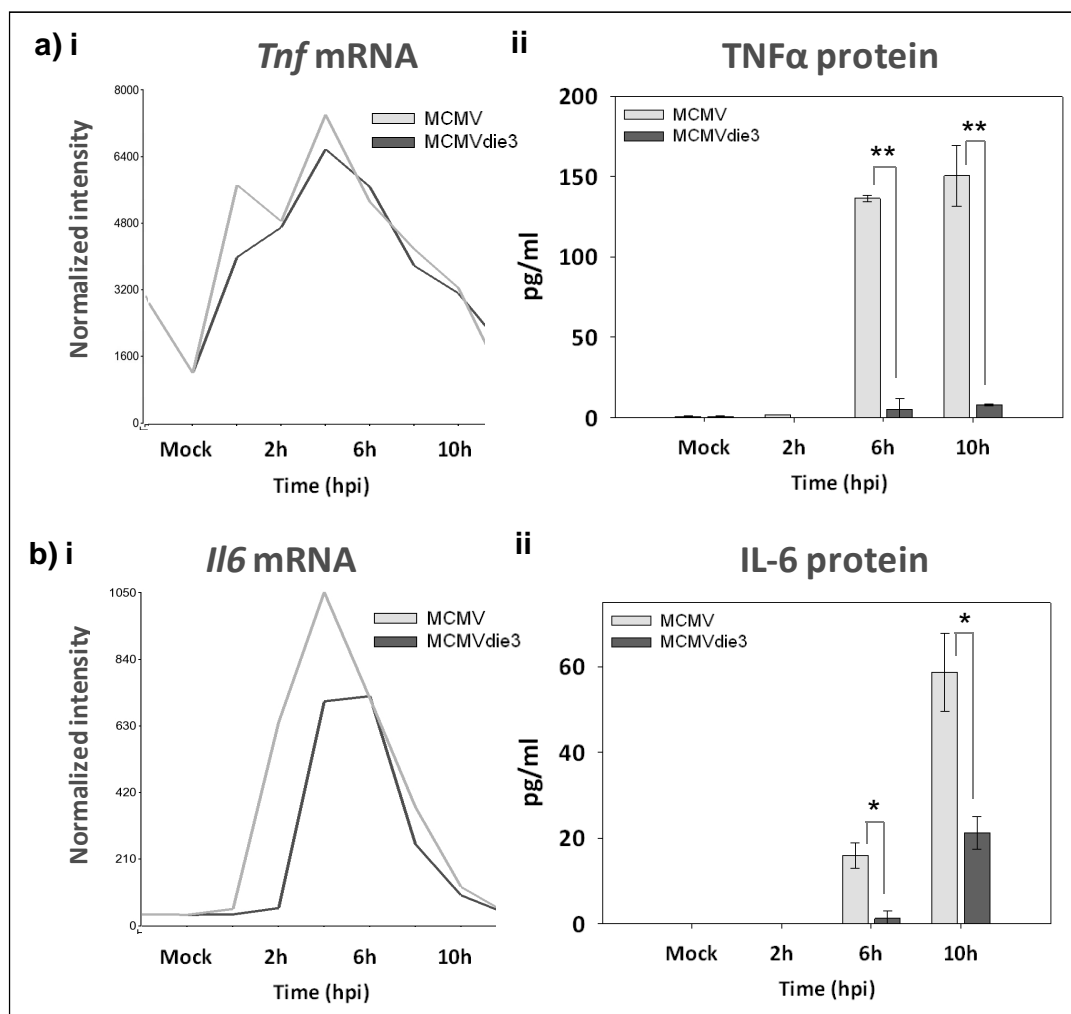 a) i
Tnf mRNA
8000
6400
4800
3200
1600
0
Normalized intensity
MCMV
MCMVdie3
Mock 2h 6h 10h
Time (hpi)
ii
TNFα protein
200
150
100
50
0
pg/ml
MCMV
MCMVdie3
**
**
Mock 2h 6h 10h
Time (hpi)
b) i
Il6 mRNA
1050
840
630
420
210
0
Normalized intensity
MCMV
MCMVdie3
Mock 2h 6h 10h
Time (hpi)
ii
IL-6 protein
60
40
20
0
pg/ml
MCMV
MCMVdie3
*
*
Mock 2h 6h 10h
Time (hpi)